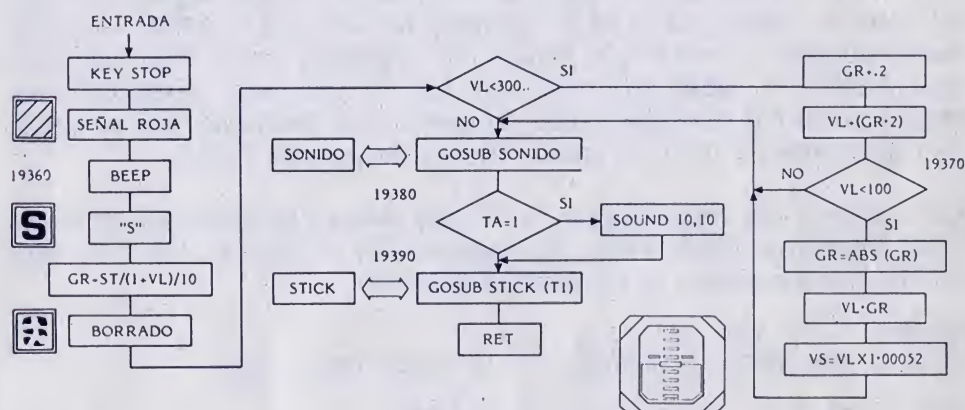 ENTRADA
KEY STOP
SEÑAL ROJA
19360
BEEP
S
"S"
GR-ST/(1+VL)/10
BORRADO
VL<300..
SI
NO
SONIDO
GOSUB SONIDO
19380
TA=1
SI
SOUND 10,10
19390
STICK
GOSUB STICK (T1)
RET
GR+.2
VL·(GR·2)
19370
NO
VL<100
SI
GR=ABS (GR)
VL·GR
VS=VLX1·00052